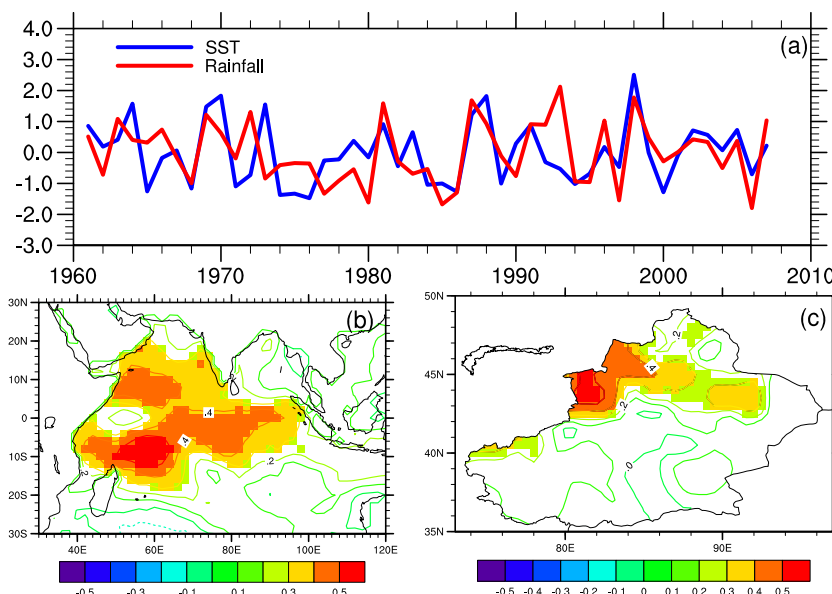 4.0
3.0
2.0
1.0
0.0
-1.0
-2.0
-3.0
SST
Rainfall
(a)
1960 1970 1980 1990 2000 2010
30N
20N
10N
0
10S
20S
30S
(b)
.4
.4
.2
.2
40E 60E 80E 100E 120E
-0.5 -0.3 -0.1 0.1 0.3 0.5
50N
45N
40N
35N
(c)
.2
.4
.2
.0
80E 90E
-0.5 -0.4 -0.3 -0.2 -0.1 0 0.1 0.2 0.3 0.4 0.5